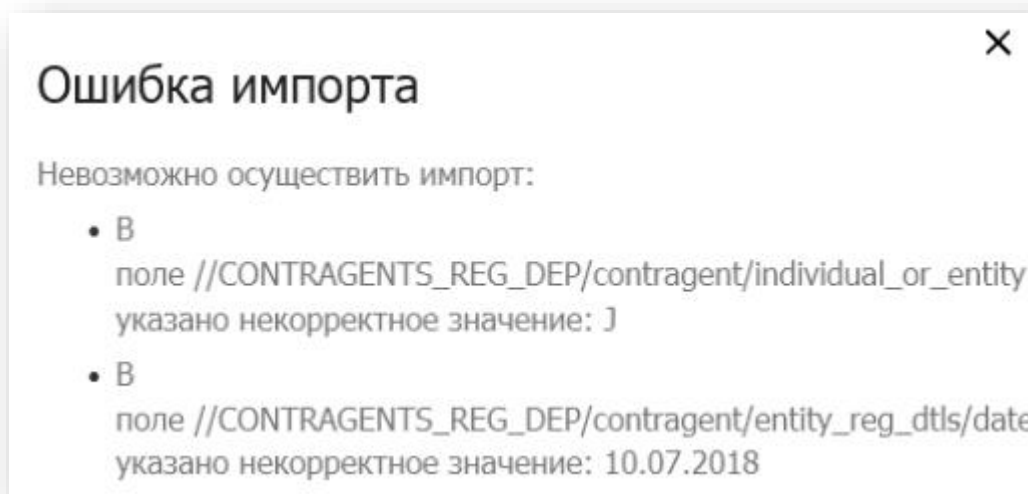 Ошибка импорта
Невозможно осуществить импорт:
• В
поле //CONTRAGENTS_REG_DEP/contragent/individual_or_entity
указано некорректное значение: J
• В
поле //CONTRAGENTS_REG_DEP/contragent/entity_reg_dtls/date
указано некорректное значение: 10.07.2018